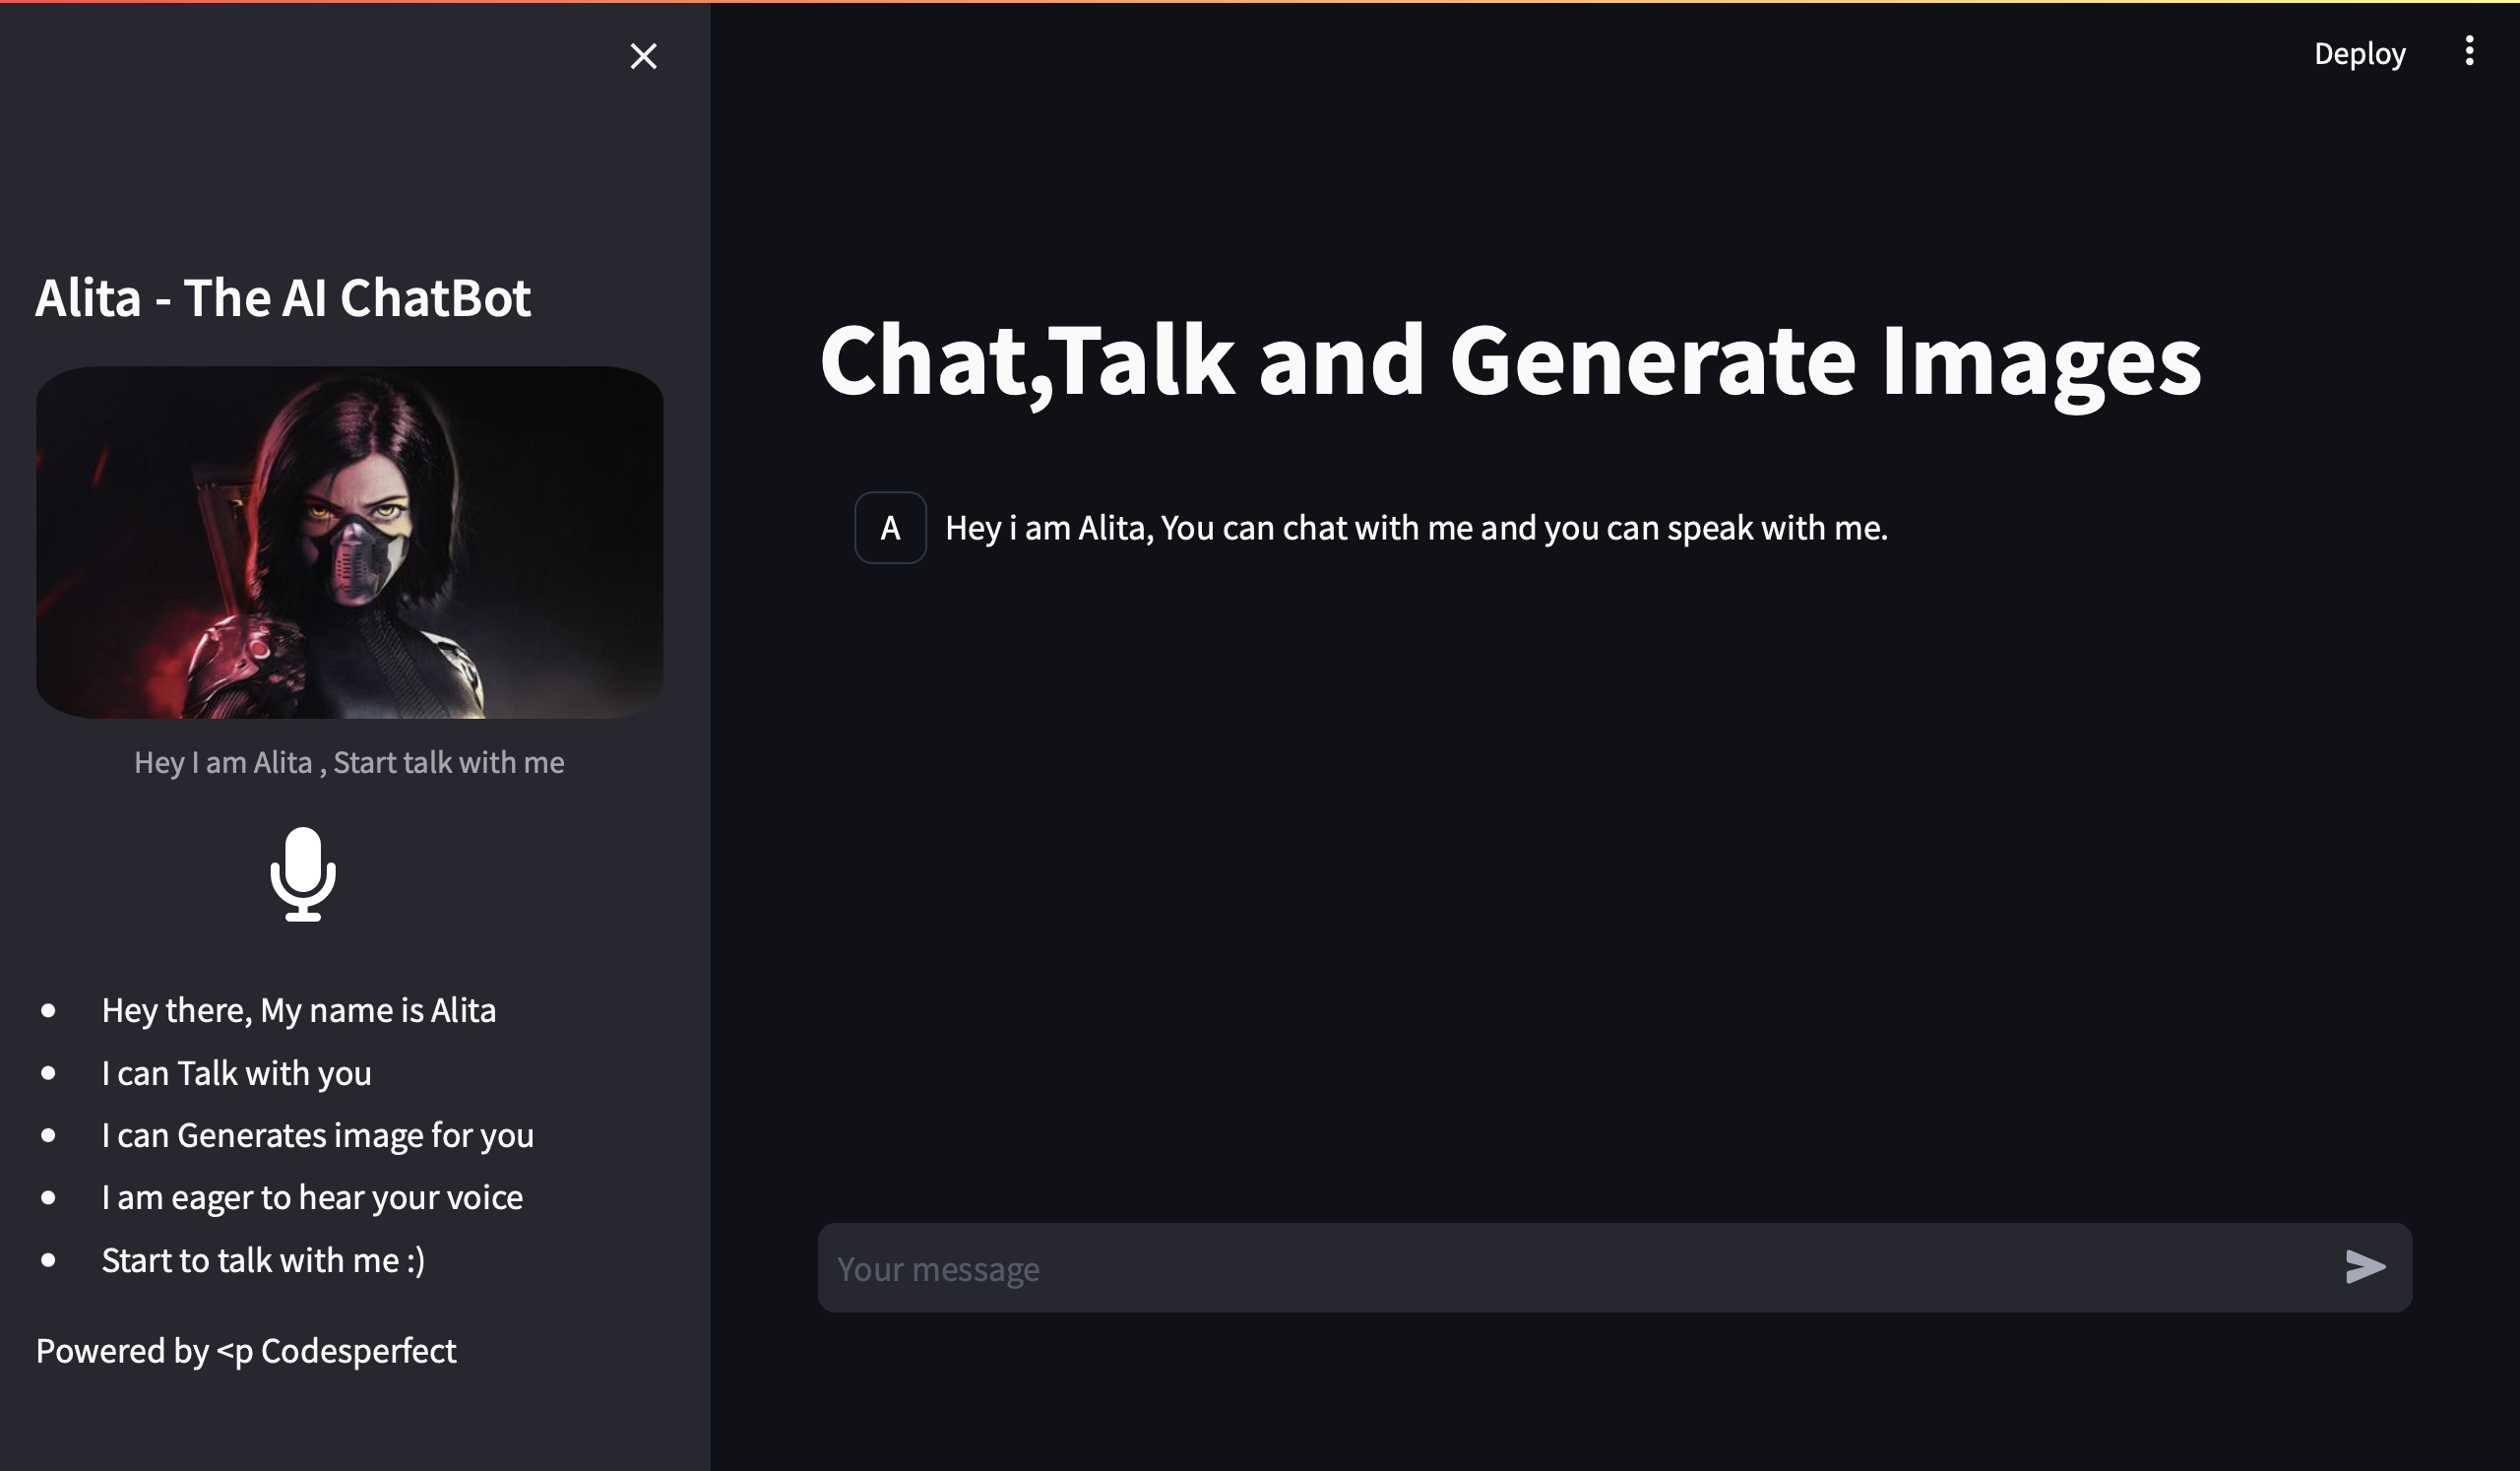 Deploy
Alita - The AI ChatBot
Hey I am Alita , Start talk with me
Hey there, My name is Alita
I can Talk with you
I can Generates image for you
I am eager to hear your voice
Start to talk with me :)
Powered by <p Codesperfect
Chat,Talk and Generate Images
A
Hey i am Alita, You can chat with me and you can speak with me.
Your message